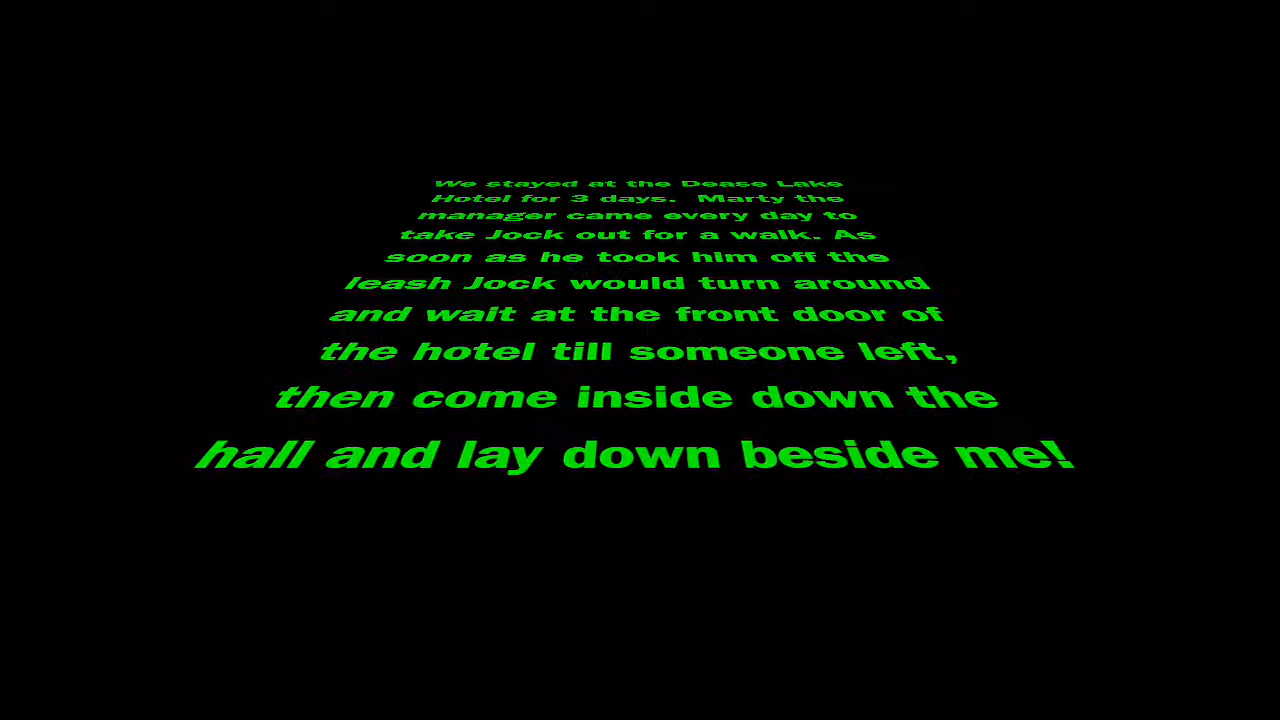 We stayed at the Dease Lake
Hotel for 3 days.  Marty the
manager came every day to
take Jock out for a walk. As
soon as he took him off the
leash Jock would turn around
and wait at the front door of
the hotel till someone left,
then come inside down the
hall and lay down beside me!